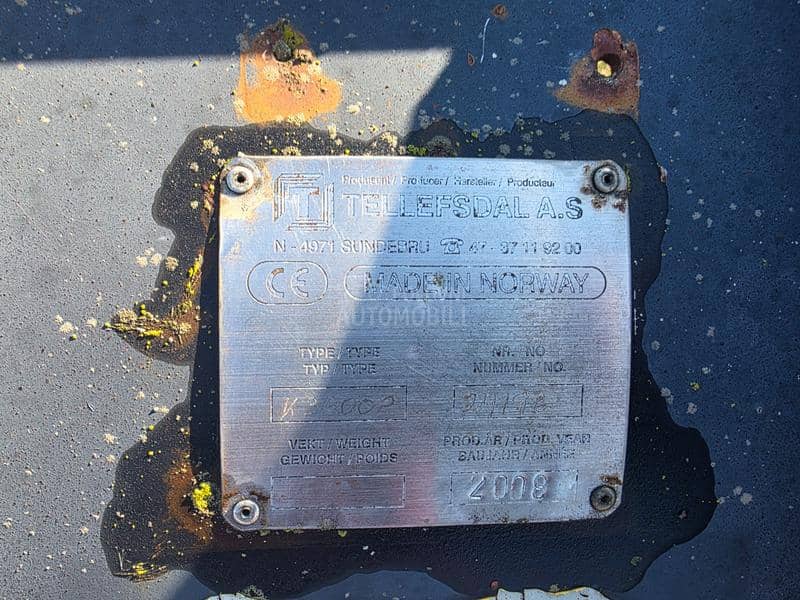 Produsent / Producer / Hersteller / Producteur
T
TELLEFSDAL A.S
N - 4971 SUNDEBRU ☎ 47 - 37 11 92 00
CE MADE IN NORWAY
AUTOMOBILI
TYPE / TYPE NR. / NO.
TYP / TYPE NUMMER / NO.
VEKT / WEIGHT PROD.ÅR / PROD. YEAR
GEWICHT / POIDS BAUJAHR / ANNÉE
2008